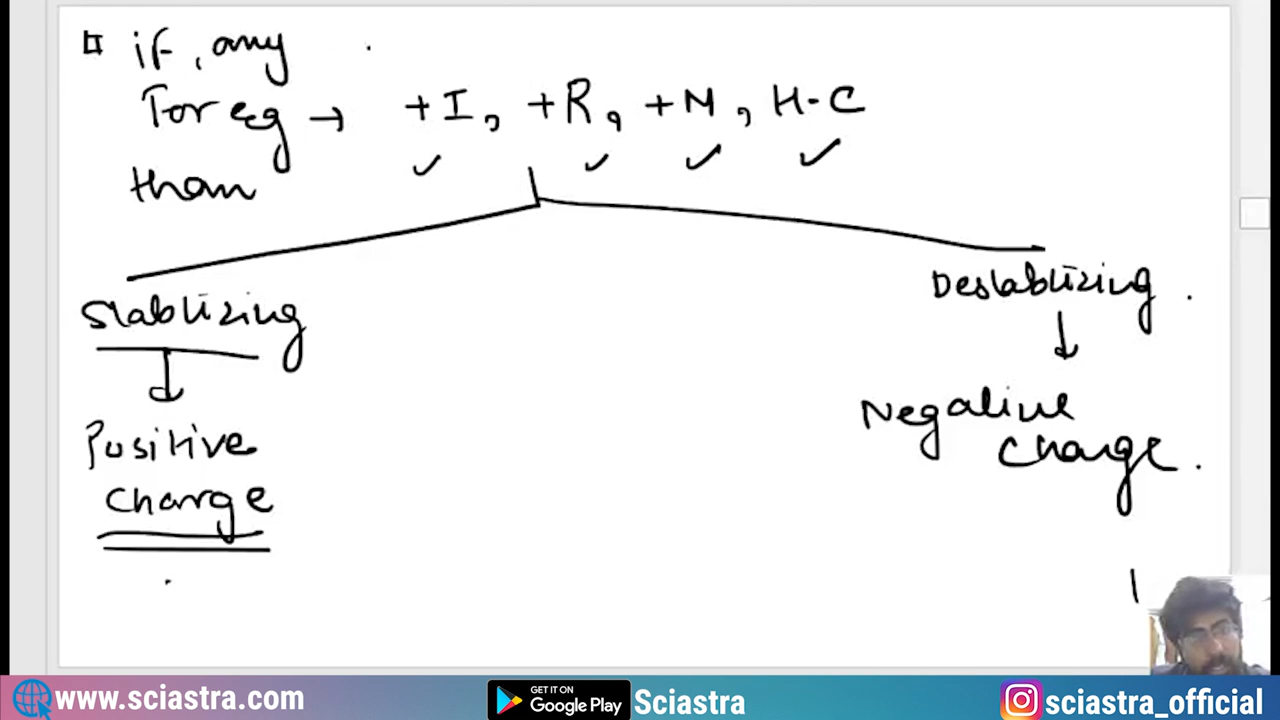 if, any
For eg → +I, +R, +M, H-C
than
Stablizing
Destablizing
Positive
charge
Negative
charge.
www.sciastra.com
GET IT ON
Google Play
Sciastra
sciastra_official